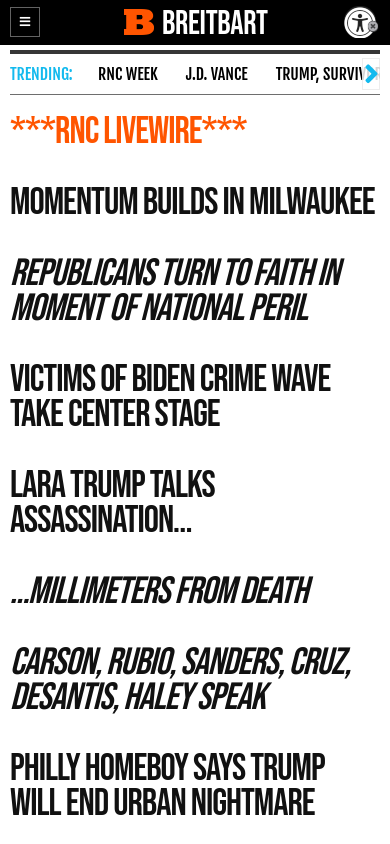 BREITBART
TRENDING: RNC WEEK J.D. VANCE TRUMP,
***RNC LIVEWIRE***
MOMENTUM BUILDS IN MILWAUKEE
REPUBLICANS TURN TO FAITH IN
MOMENT OF NATIONAL PERIL
VICTIMS OF BIDEN CRIME WAVE
TAKE CENTER STAGE
LARA TRUMP TALKS
ASSASSINATION...
...MILLIMETERS FROM DEATH
CARSON, RUBIO, SANDERS, CRUZ,
DESANTIS, HALEY SPEAK
PHILLY HOMEBOY SAYS TRUMP
WILL END URBAN NIGHTMARE